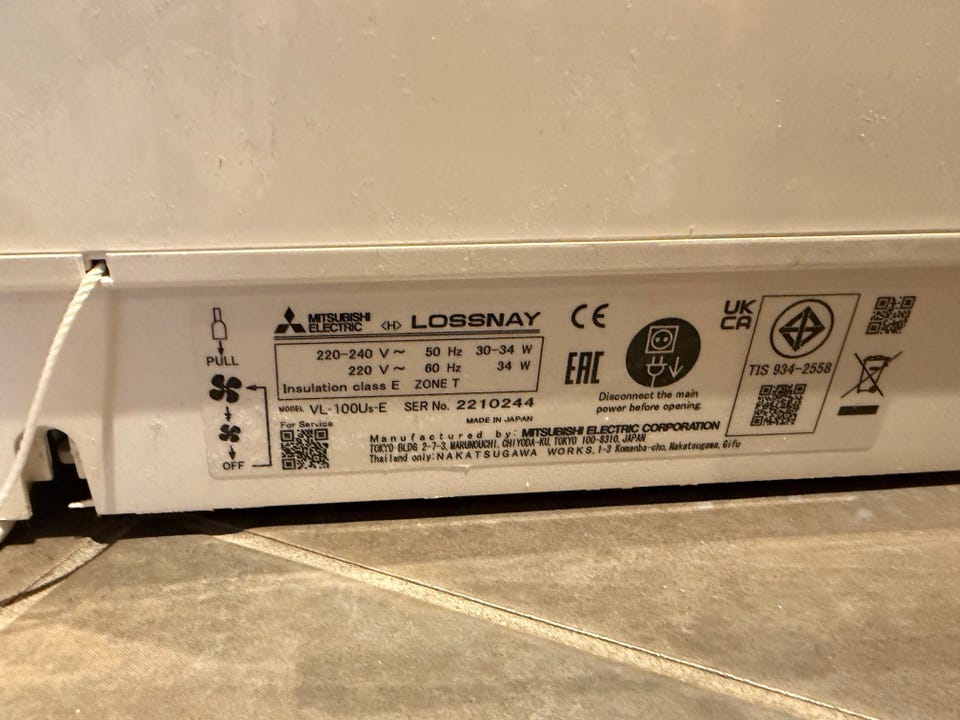 PULL
OFF
MITSUBISHI
ELECTRIC
<H> LOSSNAY
220-240 V～ 50 Hz 30-34 W
220 V～ 60 Hz 34 W
Insulation class E ZONE T
MODEL VL-100U5-E SER No. 2210244
For Service
MADE IN JAPAN
Manufactured by: MITSUBISHI ELECTRIC CORPORATION
TOKYO BLDG 2-7-3, MARUNOUCHI, CHIYODA-KU, TOKYO 100-8310, JAPAN
Thailand only: NAKATSUGAWA WORKS, 1-3 Komanba-cho, Nakatsugawa, Gifu
CE
EAC
Disconnect the main
power before opening.
UK
CA
TIS 934-2558